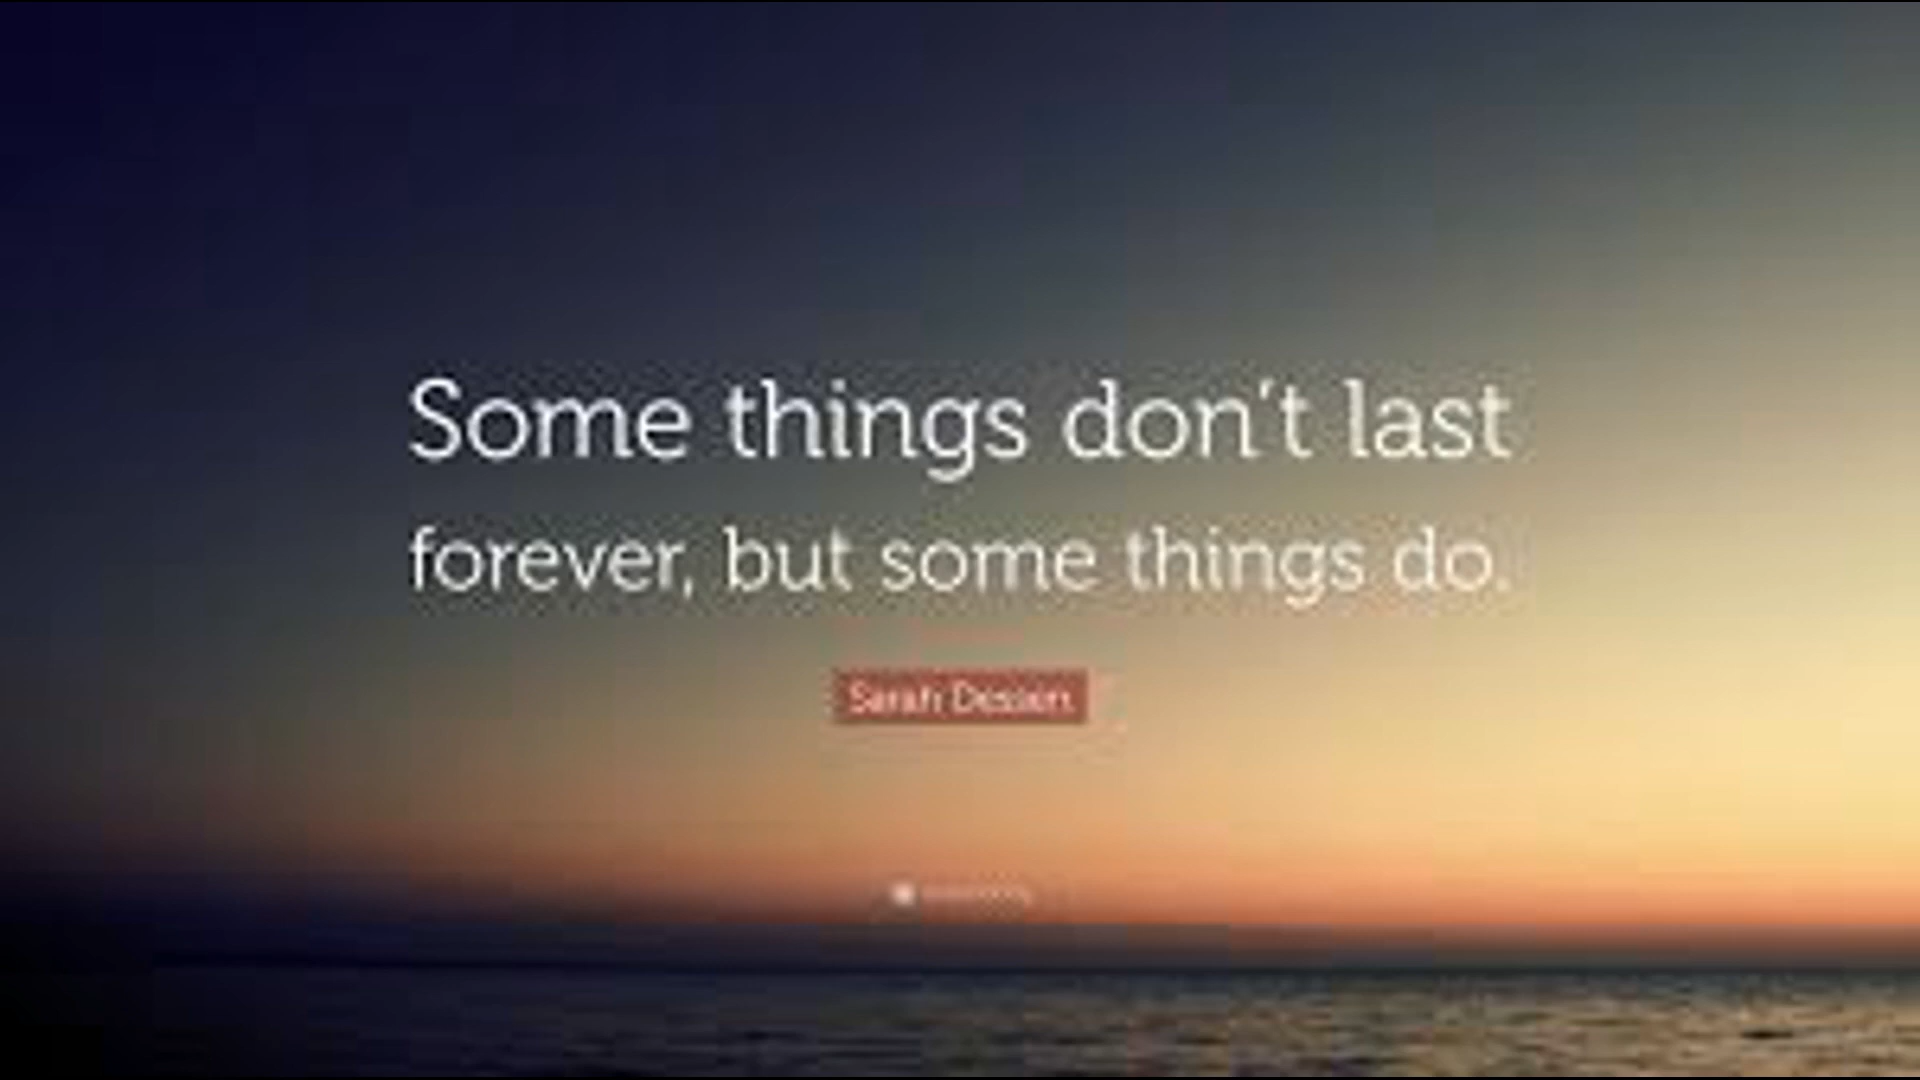 Some things don't last
forever, but some things do.
Sarah Dessen